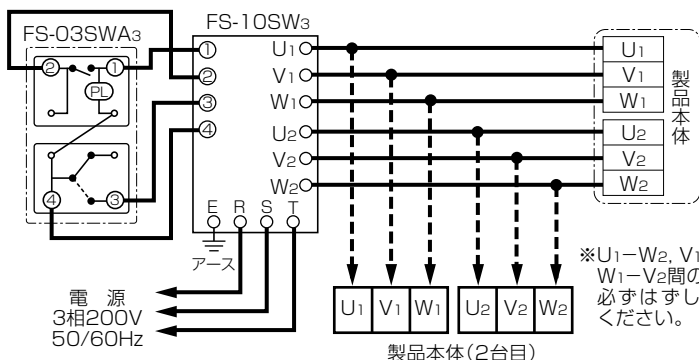 FS-03SWA3
② ①
PL
④ ③
FS-10SW3
①
②
③
④
U1
V1
W1
U2
V2
W2
E R S T
アース
電源
3相200V
50/60Hz
U1
V1
W1
U2
V2
W2
製品本体
U1 V1 W1 U2 V2 W2
製品本体(2台目)
※U1−W2, V1
W1−V2間の
必ずはずし
ください。